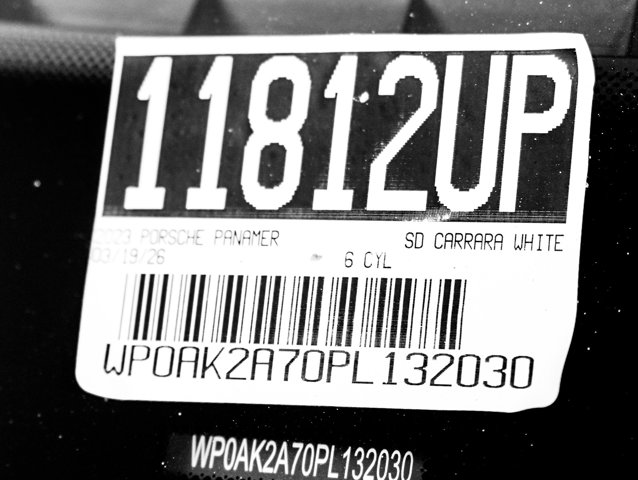 11812UP
2023 PORSCHE PANAMER
SD CARRARA WHITE
03/19/26
6 CYL
WP0AK2A70PL132030
WP0AK2A70PL132030